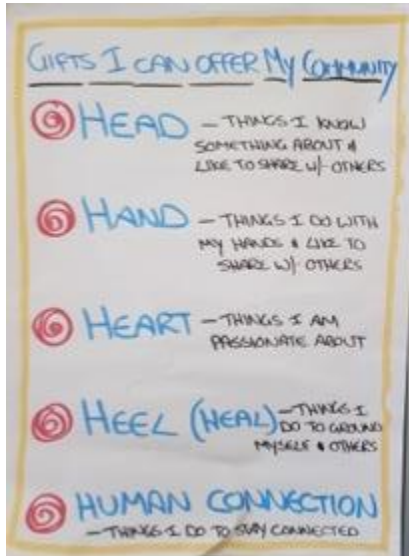 GIFTS I CAN OFFER MY COMMUNITY
HEAD – THINGS I KNOW
SOMETHING ABOUT &
LIKE TO SHARE W/ OTHERS
HAND – THINGS I DO WITH
MY HANDS & LIKE TO
SHARE W/ OTHERS
HEART – THINGS I AM
PASSIONATE ABOUT
HEEL (HEAL) – THINGS I
DO TO GROUND
MYSELF & OTHERS
HUMAN CONNECTION
– THINGS I DO TO STAY CONNECTED